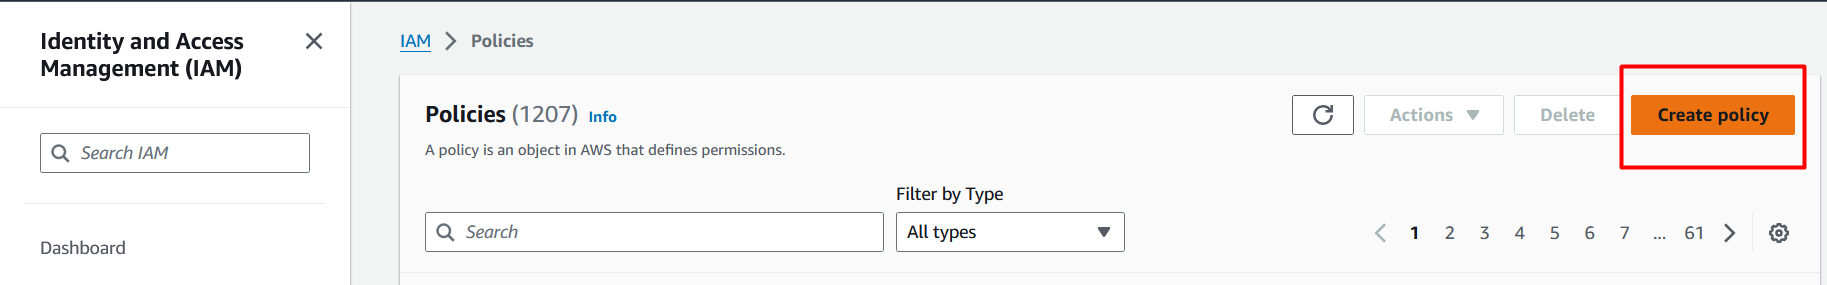 Identity and Access
Management (IAM)
Search IAM
Dashboard
IAM > Policies
Policies (1207) Info
A policy is an object in AWS that defines permissions.
Actions
Delete
Create policy
Filter by Type
Search
All types
1 2 3 4 5 6 7 ... 61